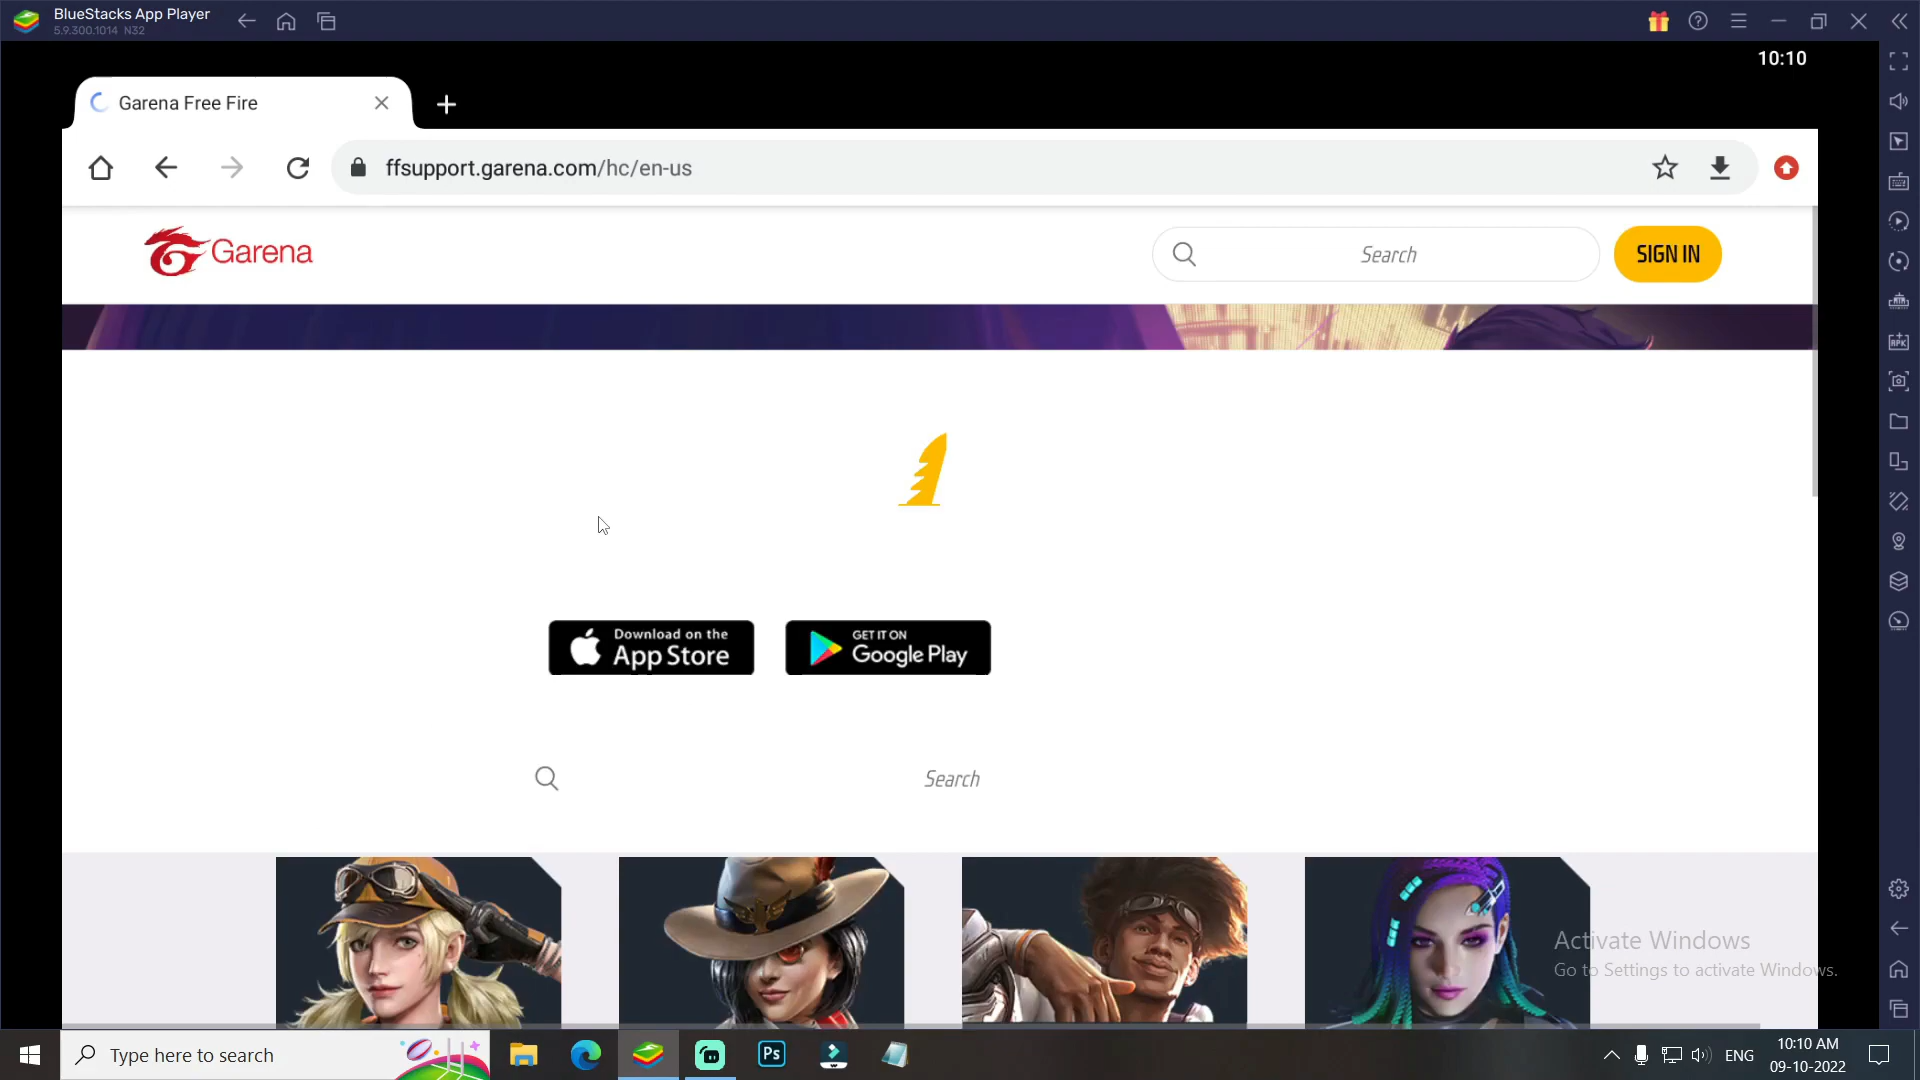 BlueStacks App Player
5.9.300.1014 N32
10:10
Garena Free Fire
ffsupport.garena.com/hc/en-us
Garena
Search
SIGN IN
Download on the
App Store
GET IT ON
Google Play
Search
Activate Windows
Go to Settings to activate Windows.
Type here to search
Ps
ENG
10:10 AM
09-10-2022